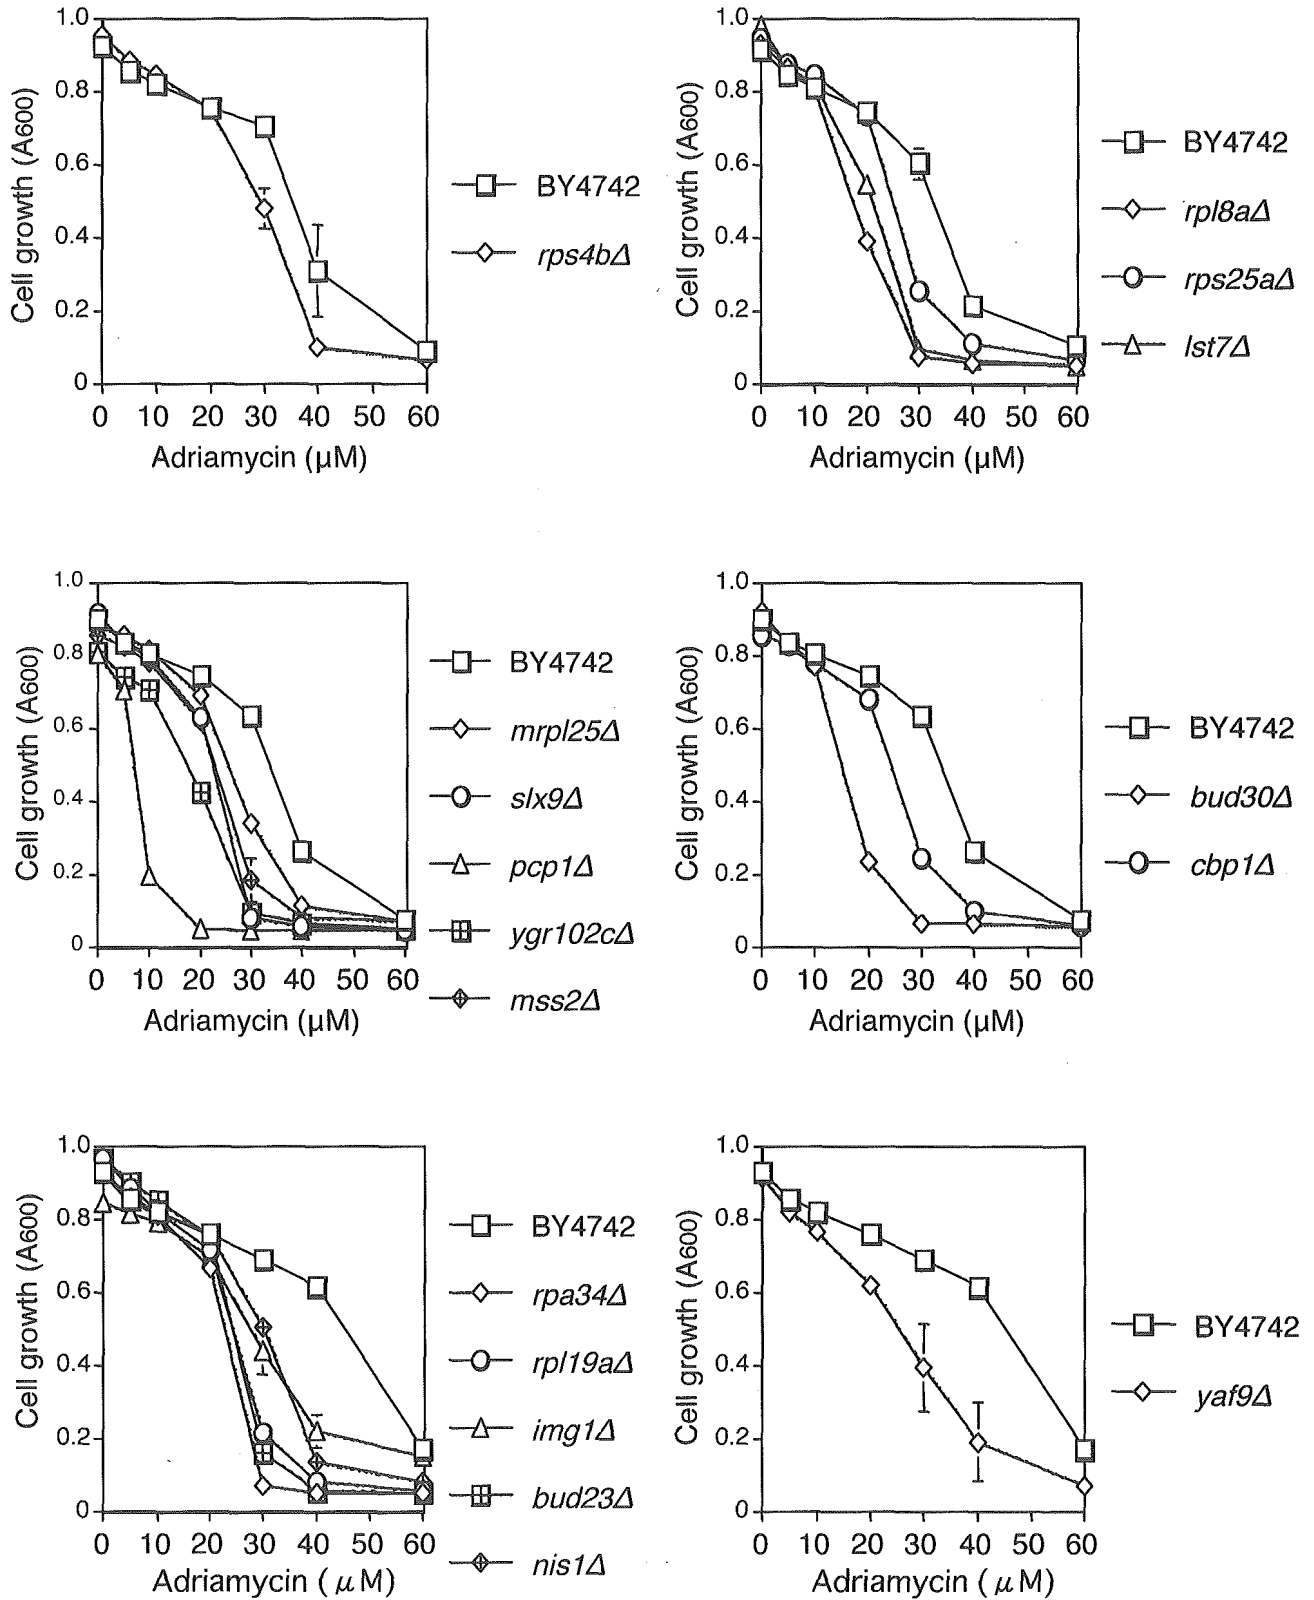 1.0
0.8
0.6
0.4
0.2
0
Cell growth (A600)
0 10 20 30 40 50 60
Adriamycin (µM)
BY4742
rps4bΔ
1.0
0.8
0.6
0.4
0.2
0
Cell growth (A600)
0 10 20 30 40 50 60
Adriamycin (µM)
BY4742
rpl8aΔ
rps25aΔ
lst7Δ
1.0
0.8
0.6
0.4
0.2
0
Cell growth (A600)
0 10 20 30 40 50 60
Adriamycin (µM)
BY4742
mrpl25Δ
slx9Δ
pcp1Δ
ygr102cΔ
mss2Δ
1.0
0.8
0.6
0.4
0.2
0
Cell growth (A600)
0 10 20 30 40 50 60
Adriamycin (µM)
BY4742
bud30Δ
cbp1Δ
1.0
0.8
0.6
0.4
0.2
0
Cell growth (A600)
0 10 20 30 40 50 60
Adriamycin ( µ M)
BY4742
rpa34Δ
rpl19aΔ
img1Δ
bud23Δ
nis1Δ
1.0
0.8
0.6
0.4
0.2
0
Cell growth (A600)
0 10 20 30 40 50 60
Adriamycin ( µ M)
BY4742
yaf9Δ